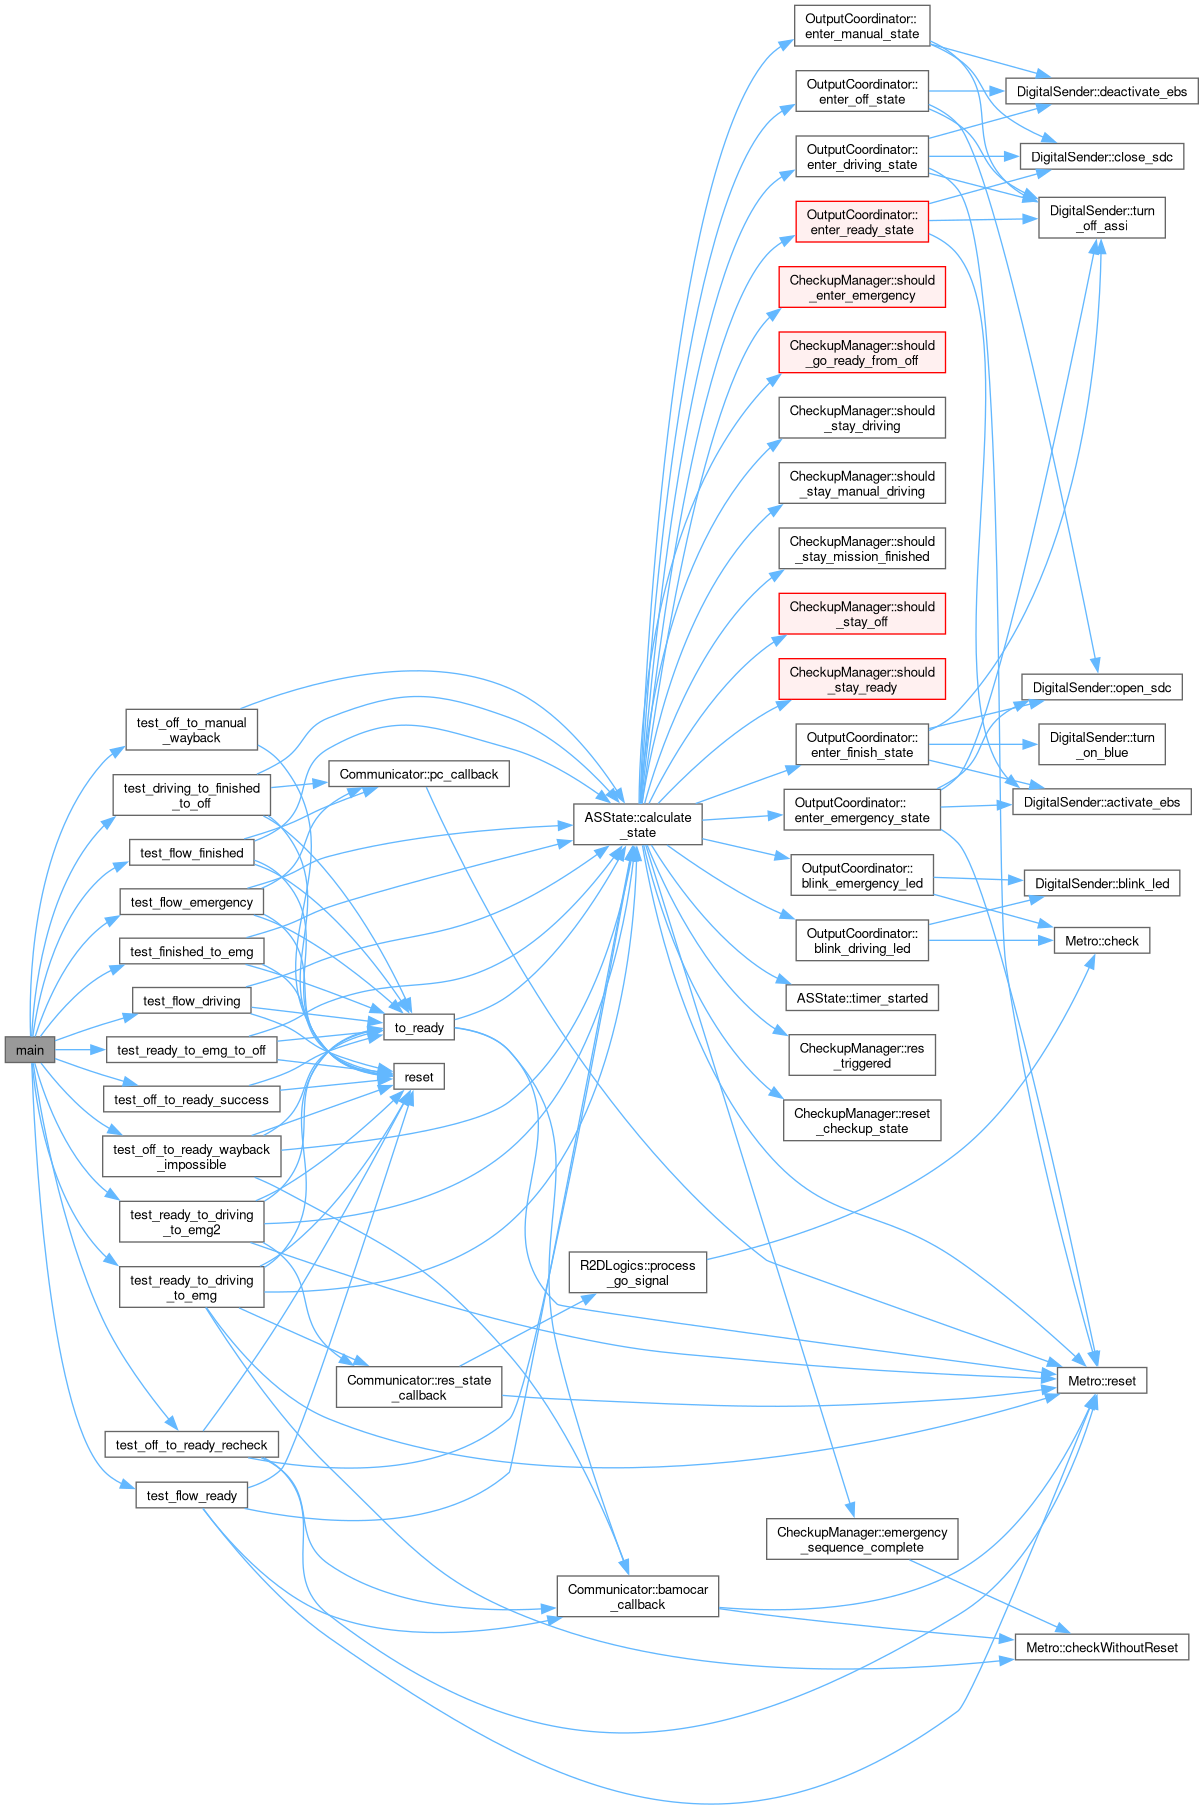 OutputCoordinator::
enter_manual_state
OutputCoordinator::
enter_off_state
DigitalSender::deactivate_ebs
OutputCoordinator::
enter_driving_state
DigitalSender::close_sdc
OutputCoordinator::
enter_ready_state
DigitalSender::turn
_off_assi
CheckupManager::should
_enter_emergency
CheckupManager::should
_go_ready_from_off
CheckupManager::should
_stay_driving
CheckupManager::should
_stay_manual_driving
CheckupManager::should
_stay_mission_finished
CheckupManager::should
_stay_off
CheckupManager::should
_stay_ready
DigitalSender::open_sdc
test_off_to_manual
_wayback
OutputCoordinator::
enter_finish_state
DigitalSender::turn
_on_blue
Communicator::pc_callback
test_driving_to_finished
_to_off
OutputCoordinator::
enter_emergency_state
DigitalSender::activate_ebs
ASState::calculate
_state
test_flow_finished
OutputCoordinator::
blink_emergency_led
DigitalSender::blink_led
test_flow_emergency
OutputCoordinator::
blink_driving_led
Metro::check
test_finished_to_emg
test_flow_driving
ASState::timer_started
to_ready
main
test_ready_to_emg_to_off
CheckupManager::res
_triggered
reset
test_off_to_ready_success
CheckupManager::reset
_checkup_state
test_off_to_ready_wayback
_impossible
test_ready_to_driving
_to_emg2
R2DLogics::process
_go_signal
test_ready_to_driving
_to_emg
Communicator::res_state
_callback
Metro::reset
test_off_to_ready_recheck
test_flow_ready
CheckupManager::emergency
_sequence_complete
Communicator::bamocar
_callback
Metro::checkWithoutReset